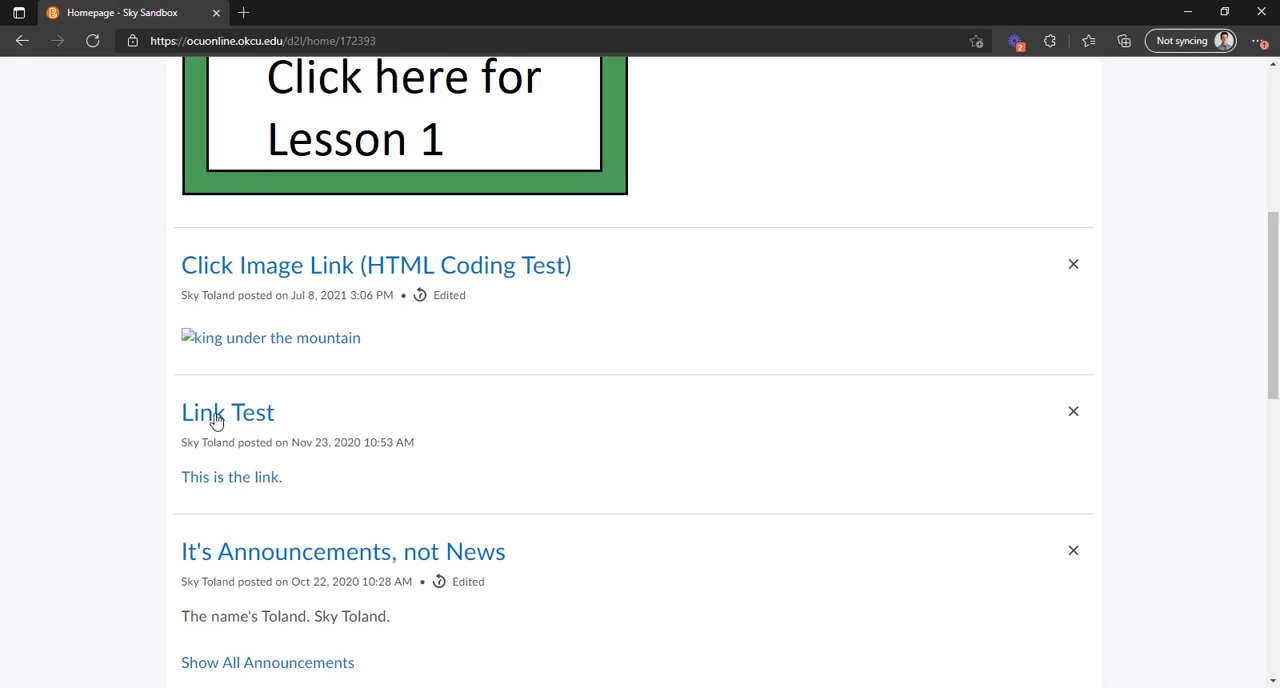 Homepage - Sky Sandbox
https://ocuonline.okcu.edu/d2l/home/172393
2
Not syncing
Click here for
Lesson 1
Click Image Link (HTML Coding Test)
Sky Toland posted on Jul 8, 2021 3:06 PM • Edited
king under the mountain
Link Test
Sky Toland posted on Nov 23, 2020 10:53 AM
This is the link.
It's Announcements, not News
Sky Toland posted on Oct 22, 2020 10:28 AM • Edited
The name's Toland. Sky Toland.
Show All Announcements